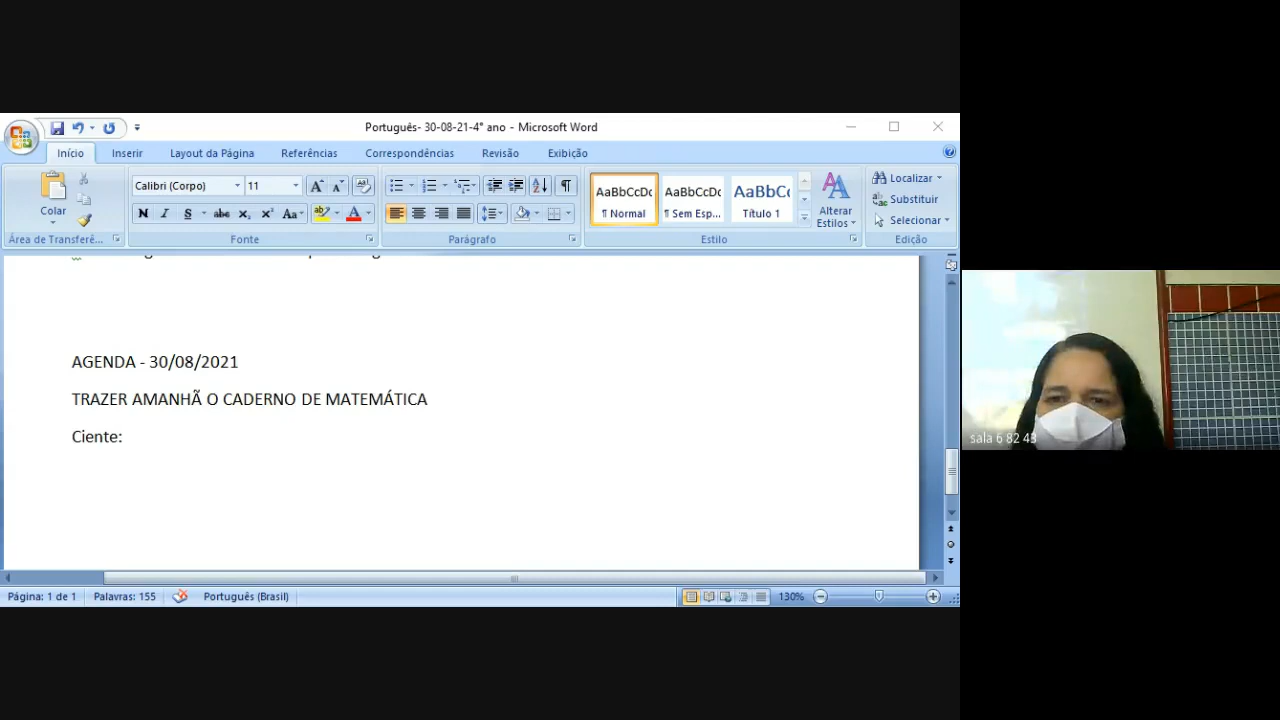 Português- 30-08-21-4° ano - Microsoft Word
Início Inserir Layout da Página Referências Correspondências Revisão Exibição
Colar
Calibri (Corpo) 11
AaBbCcDc AaBbCcDc AaBbC
¶ Normal ¶ Sem Esp... Título 1
Alterar Estilos
Localizar
Substituir
Selecionar
Área de Transferê... Fonte Parágrafo Estilo Edição
AGENDA - 30/08/2021
TRAZER AMANHÃ O CADERNO DE MATEMÁTICA
Ciente:
sala 6 82 43
Página: 1 de 1 Palavras: 155 Português (Brasil) 130%